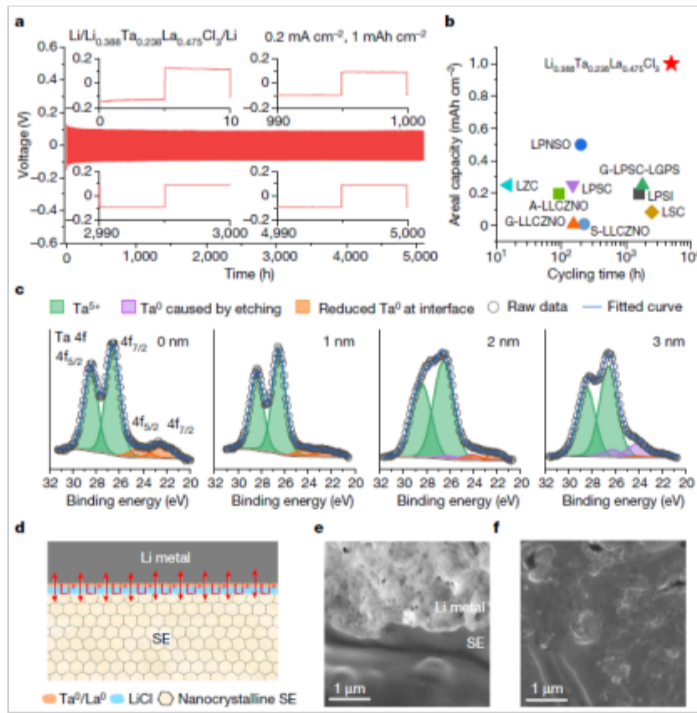 a
Li/Li0.388Ta0.238La0.475Cl3/Li
0.2 mA cm−2, 1 mAh cm−2
0.6
0.4
0.2
0
−0.2
−0.4
−0.6
Voltage (V)
0.2
0
−0.2
0 10
0.2
0
−0.2
990 1,000
0.2
0
−0.2
2,990 3,000
0.2
0
−0.2
4,990 5,000
0 1,000 2,000 3,000 4,000 5,000
Time (h)
b
Areal capacity (mAh cm−2)
1.0
0.8
0.6
0.4
0.2
0
Li0.388Ta0.238La0.475Cl3
LPNSO
G-LPSC-LGPS
LZC
LPSC
LPSI
A-LLCZNO
LSC
G-LLCZNO
S-LLCZNO
10² 10³
Cycling time (h)
c
Ta5+ Ta0 caused by etching Reduced Ta0 at interface Raw data Fitted curve
Ta 4f
4f5/2
4f7/2
4f5/2
4f7/2
0 nm
1 nm
2 nm
3 nm
32 30 28 26 24 22 20
32 30 28 26 24 22 20
32 30 28 26 24 22 20
32 30 28 26 24 22 20
Binding energy (eV)
Binding energy (eV)
Binding energy (eV)
Binding energy (eV)
d
Li metal
SE
Ta0/La0 LiCl Nanocrystalline SE
e
Li metal
SE
1 μm
f
1 μm